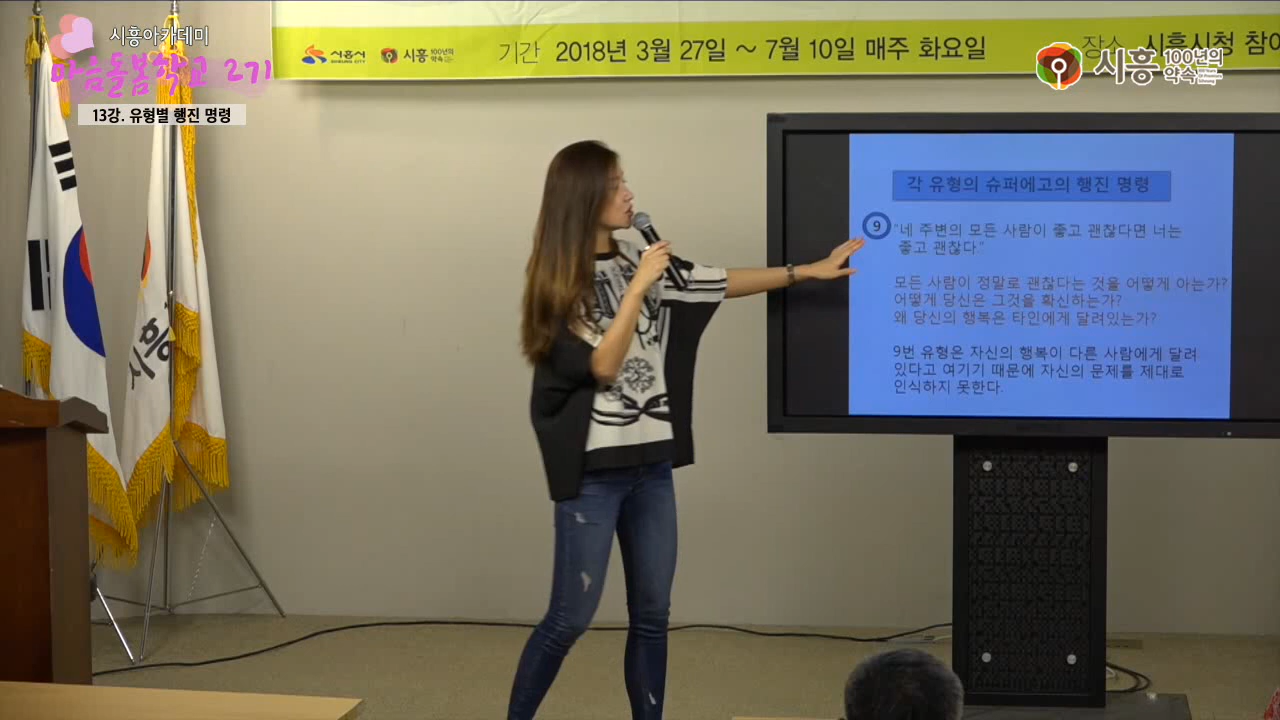 시흥아카데미
마음돌봄학교 2기
13강. 유형별 행진 명령
시흥시
시흥 100년의 약속
기간 2018년 3월 27일 ~ 7월 10일 매주 화요일
장소 시흥시청 참여
시흥 100년의 약속
시흥
각 유형의 슈퍼에고의 행진 명령
9 "네 주변의 모든 사람이 좋고 괜찮다면 너는
좋고 괜찮다."
모든 사람이 정말로 괜찮다는 것을 어떻게 아는가?
어떻게 당신은 그것을 확신하는가?
왜 당신의 행복은 타인에게 달려있는가?
9번 유형은 자신의 행복이 다른 사람에게 달려
있다고 여기기 때문에 자신의 문제를 제대로
인식하지 못한다.